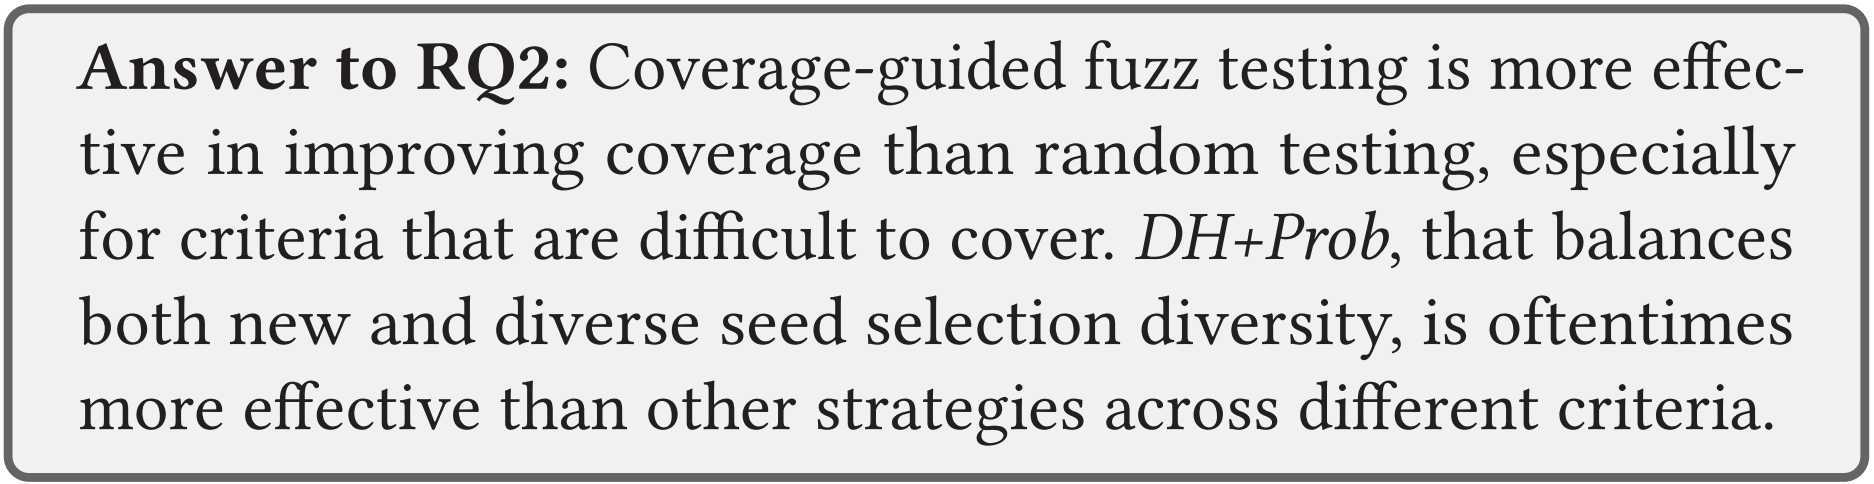 Answer to RQ2: Coverage-guided fuzz testing is more effec-
tive in improving coverage than random testing, especially
for criteria that are difficult to cover. DH+Prob, that balances
both new and diverse seed selection diversity, is oftentimes
more effective than other strategies across different criteria.